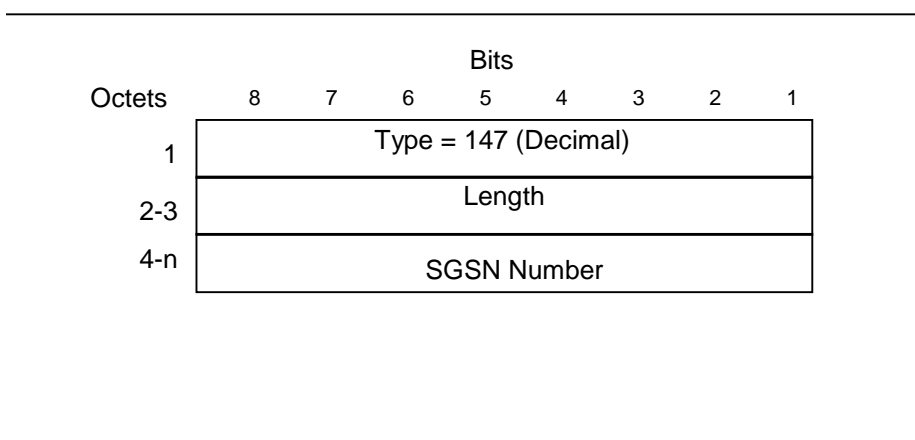 Bits
Octets 8 7 6 5 4 3 2 1
1 Type = 147 (Decimal)
2-3 Length
4-n SGSN Number